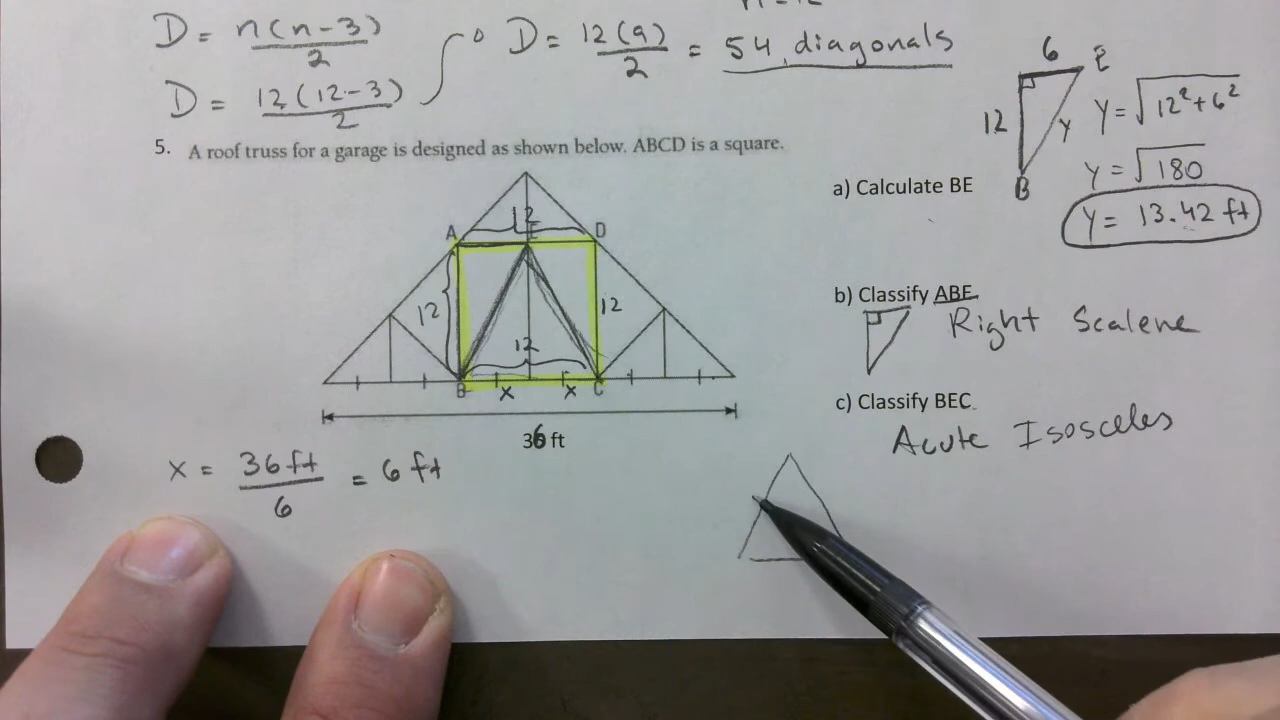 D = n(n-3)/2
D = 12(12-3)/2
D = 12(9)/2 = 54 diagonals
6
E
12
y
B
y = √12²+6²
y = √180
y = 13.42 ft
5. A roof truss for a garage is designed as shown below. ABCD is a square.
a) Calculate BE
12
A
E
D
12
12
12
B
x
x
C
36 ft
b) Classify ABE
Right Scalene
c) Classify BEC
Acute Isosceles
x = 36ft/6 = 6 ft